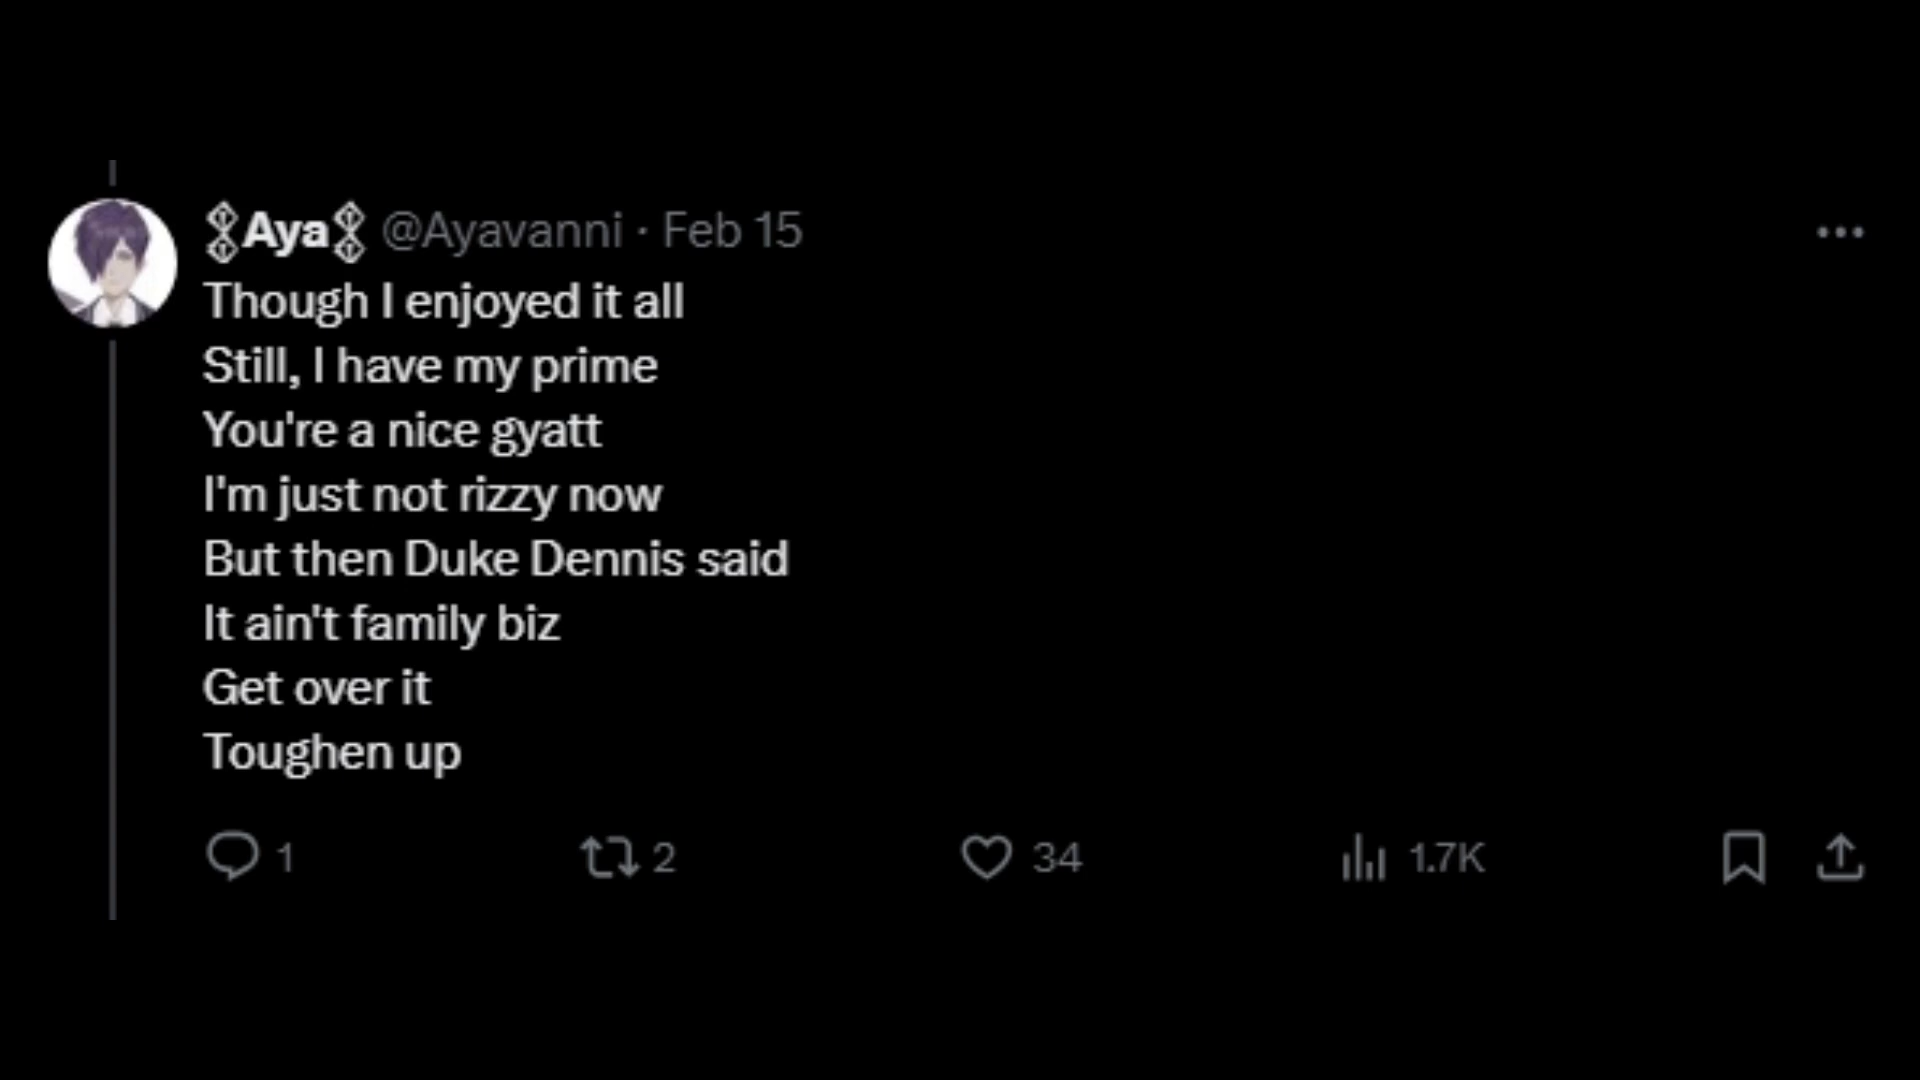 Aya @Ayavanni · Feb 15
Though I enjoyed it all
Still, I have my prime
You're a nice gyatt
I'm just not rizzy now
But then Duke Dennis said
It ain't family biz
Get over it
Toughen up
1 2 34 1.7K